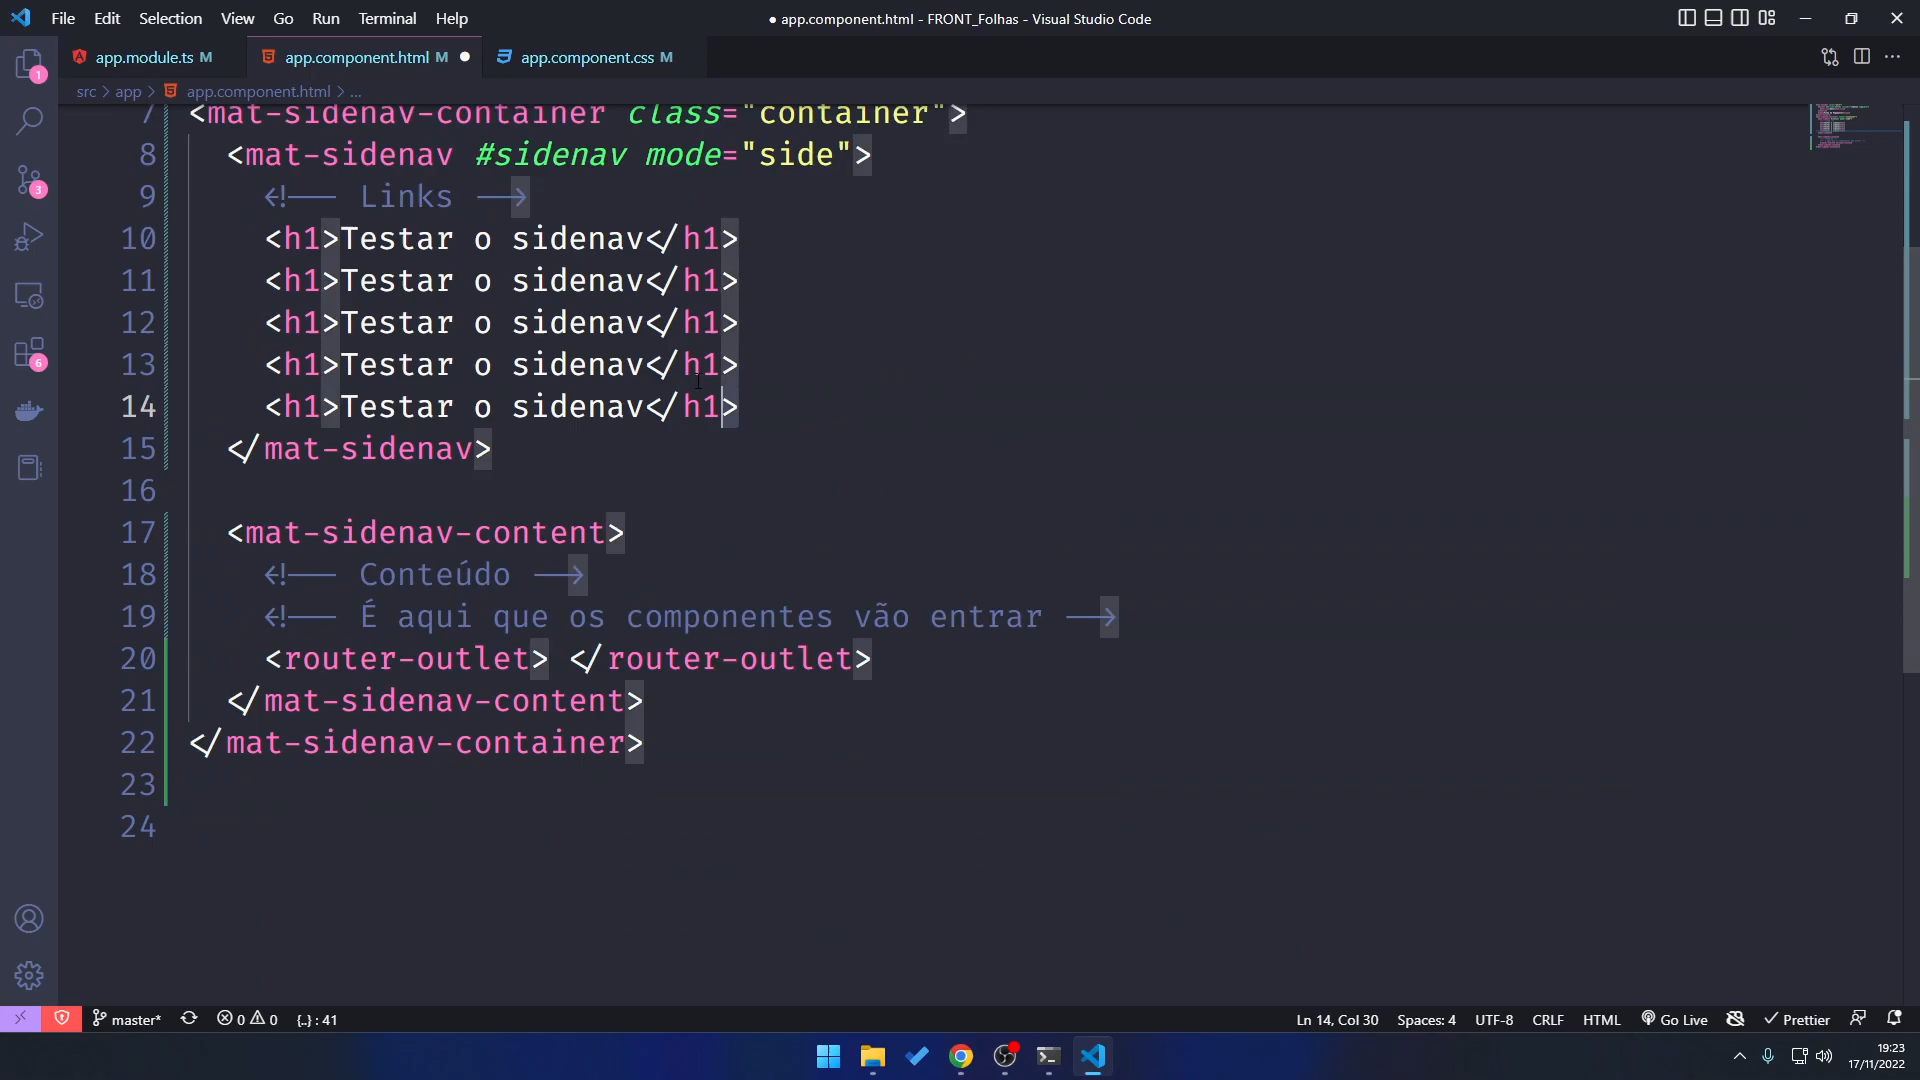 File Edit Selection View Go Run Terminal Help ● app.component.html - FRONT_Folhas - Visual Studio Code
app.module.ts M app.component.html M ● app.component.css M
src > app > app.component.html > ...
7 <mat-sidenav-container class="container">
8 <mat-sidenav #sidenav mode="side">
9 <!-- Links -->
10 <h1>Testar o sidenav</h1>
11 <h1>Testar o sidenav</h1>
12 <h1>Testar o sidenav</h1>
13 <h1>Testar o sidenav</h1>
14 <h1>Testar o sidenav</h1>
15 </mat-sidenav>
16
17 <mat-sidenav-content>
18 <!-- Conteúdo -->
19 <!-- É aqui que os componentes vão entrar -->
20 <router-outlet> </router-outlet>
21 </mat-sidenav-content>
22 </mat-sidenav-container>
23
24
1
3
6
master* 0 0 {..} : 41 Ln 14, Col 30 Spaces: 4 UTF-8 CRLF HTML Go Live Prettier
19:23
17/11/2022